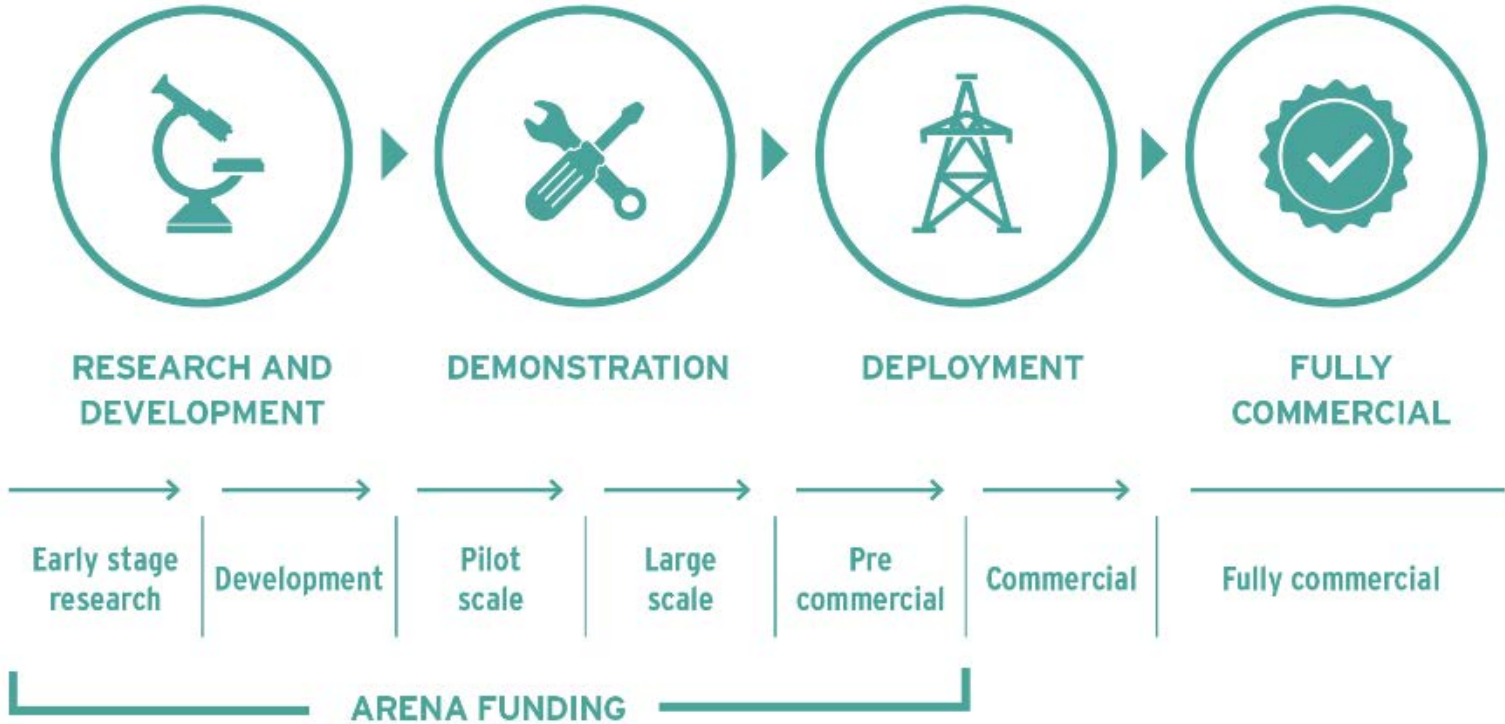 RESEARCH AND
DEVELOPMENT
DEMONSTRATION
DEPLOYMENT
FULLY
COMMERCIAL
Early stage
research
Development
Pilot
scale
Large
scale
Pre
commercial
Commercial
Fully commercial
ARENA FUNDING